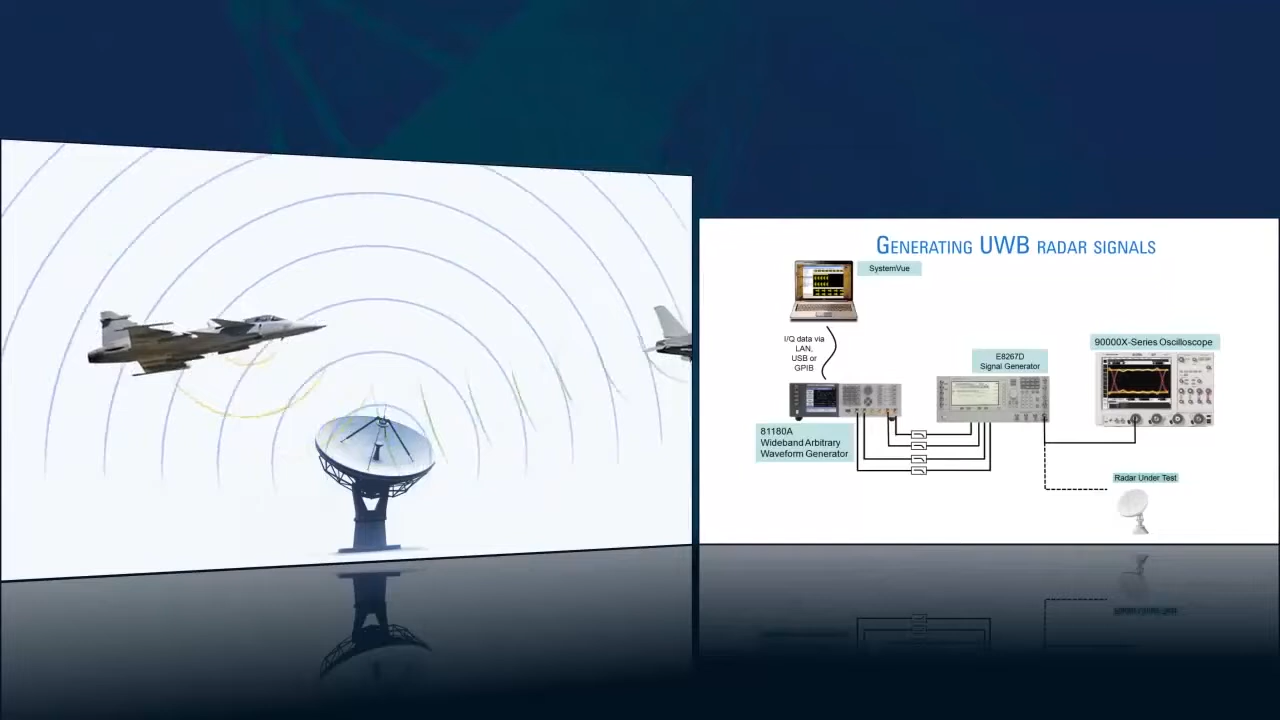 GENERATING UWB RADAR SIGNALS
SystemVue
I/Q data via
LAN,
USB or
GPIB
E8267D
Signal Generator
90000X-Series Oscilloscope
81180A
Wideband Arbitrary
Waveform Generator
Radar Under Test